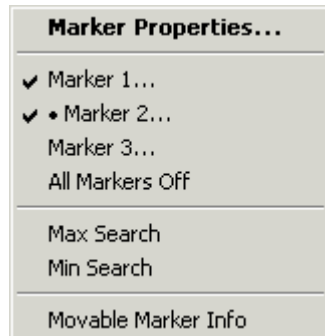 Marker Properties...
✔ Marker 1...
✔ • Marker 2...
Marker 3...
All Markers Off
Max Search
Min Search
Movable Marker Info